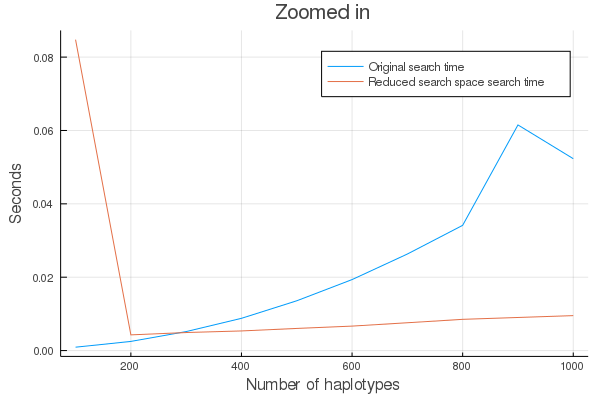 Zoomed in
Original search time
Reduced search space search time
Seconds
0.08
0.06
0.04
0.02
0.00
200
400
600
800
1000
Number of haplotypes